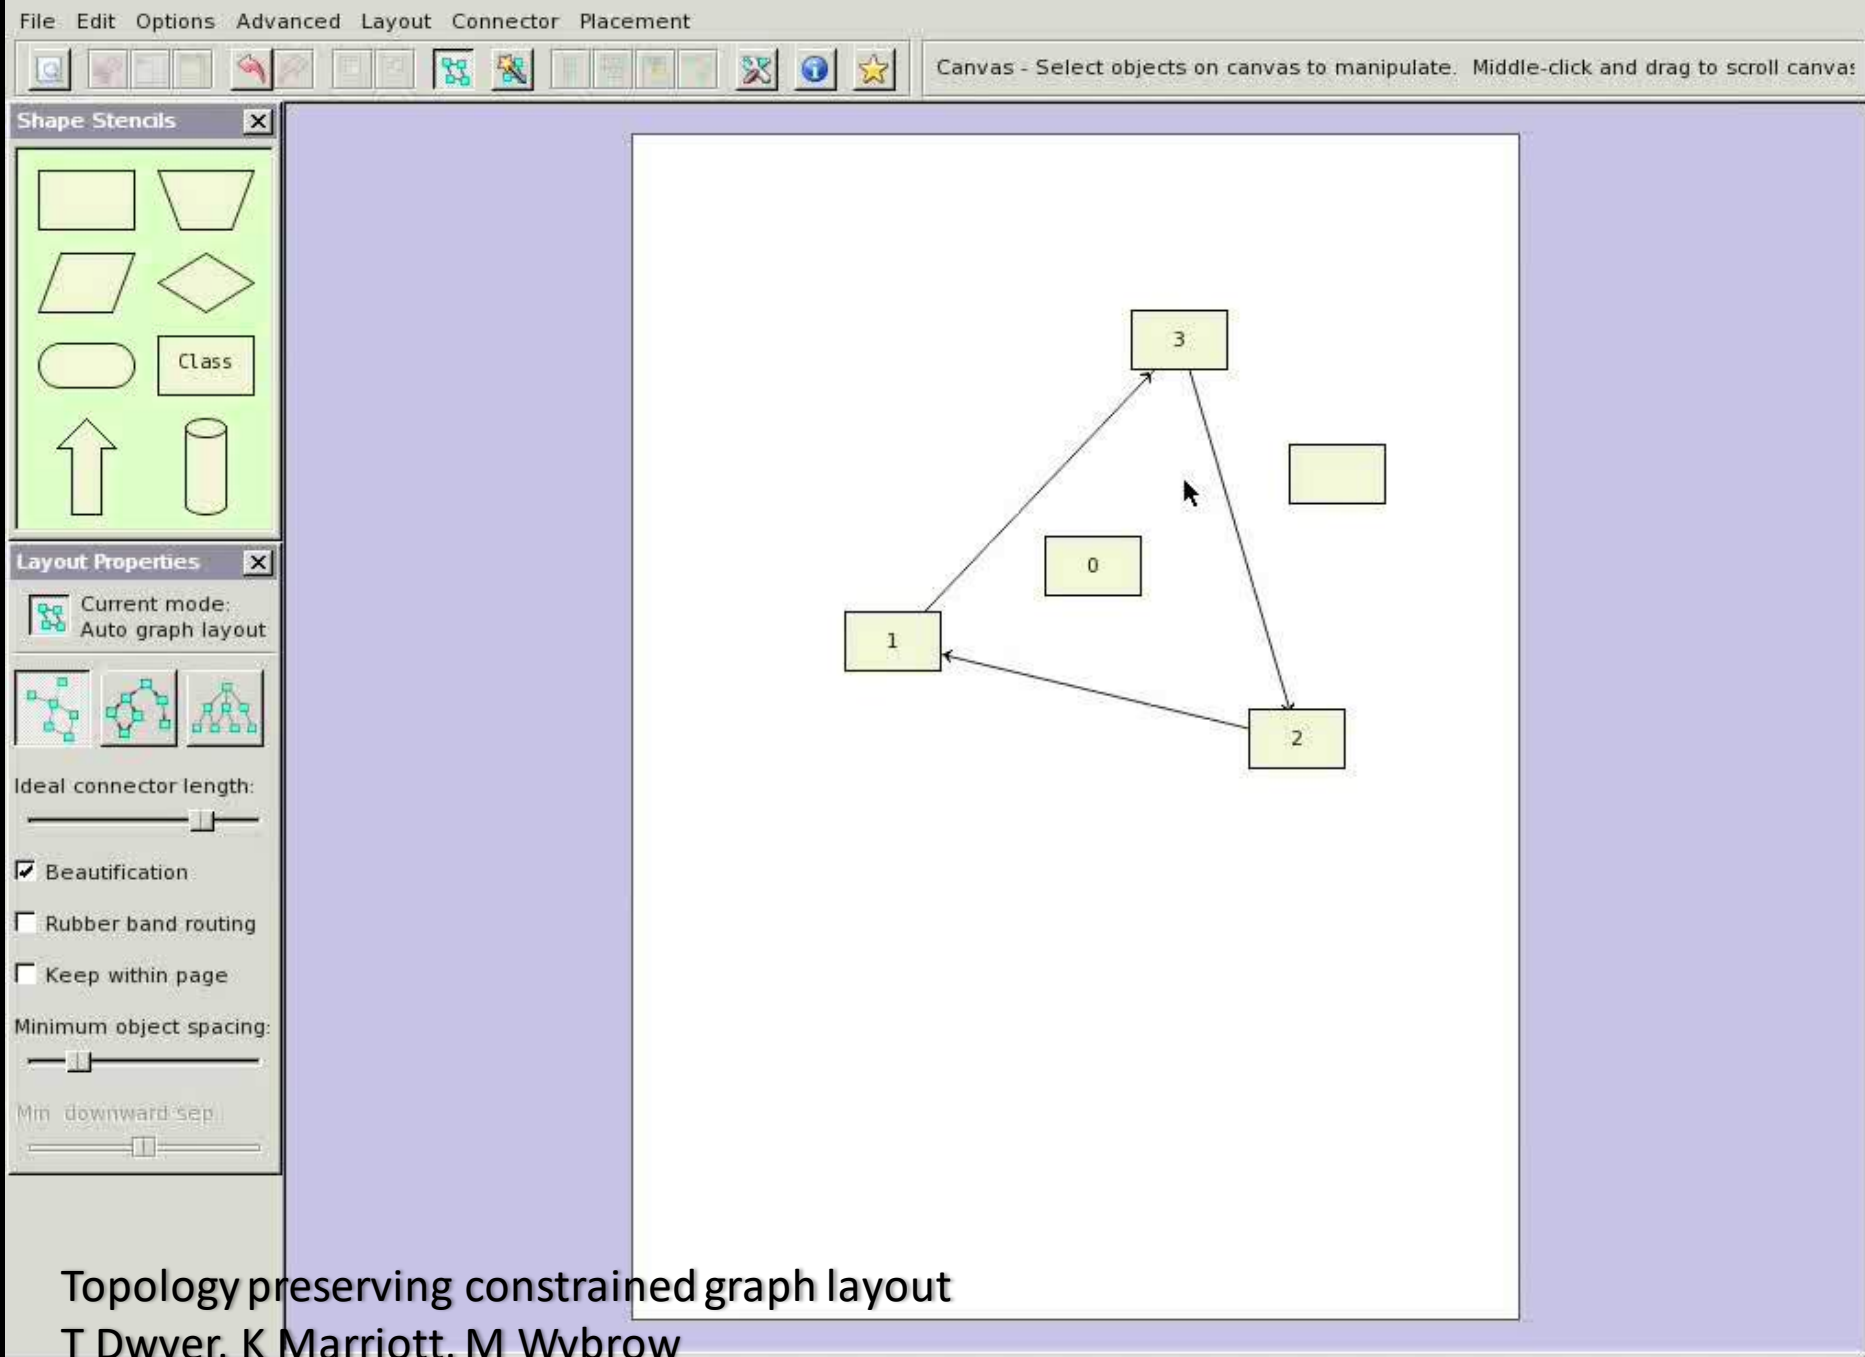 File Edit Options Advanced Layout Connector Placement
Canvas - Select objects on canvas to manipulate. Middle-click and drag to scroll canvas
Shape Stencils
Class
Layout Properties
Current mode:
Auto graph layout
Ideal connector length:
Beautification
Rubber band routing
Keep within page
Minimum object spacing:
Min downward sep
3
0
1
2
Topology preserving constrained graph layout
T Dwyer, K Marriott, M Wybrow